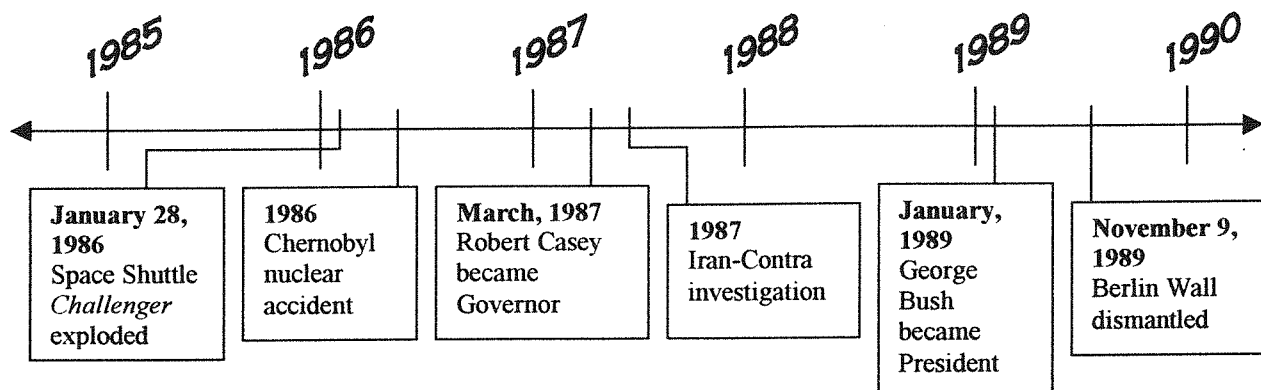 1985
1986
1987
1988
1989
1990
January 28,
1986
Space Shuttle
Challenger
exploded
1986
Chernobyl
nuclear
accident
March, 1987
Robert Casey
became
Governor
1987
Iran-Contra
investigation
January,
1989
George
Bush
became
President
November 9,
1989
Berlin Wall
dismantled